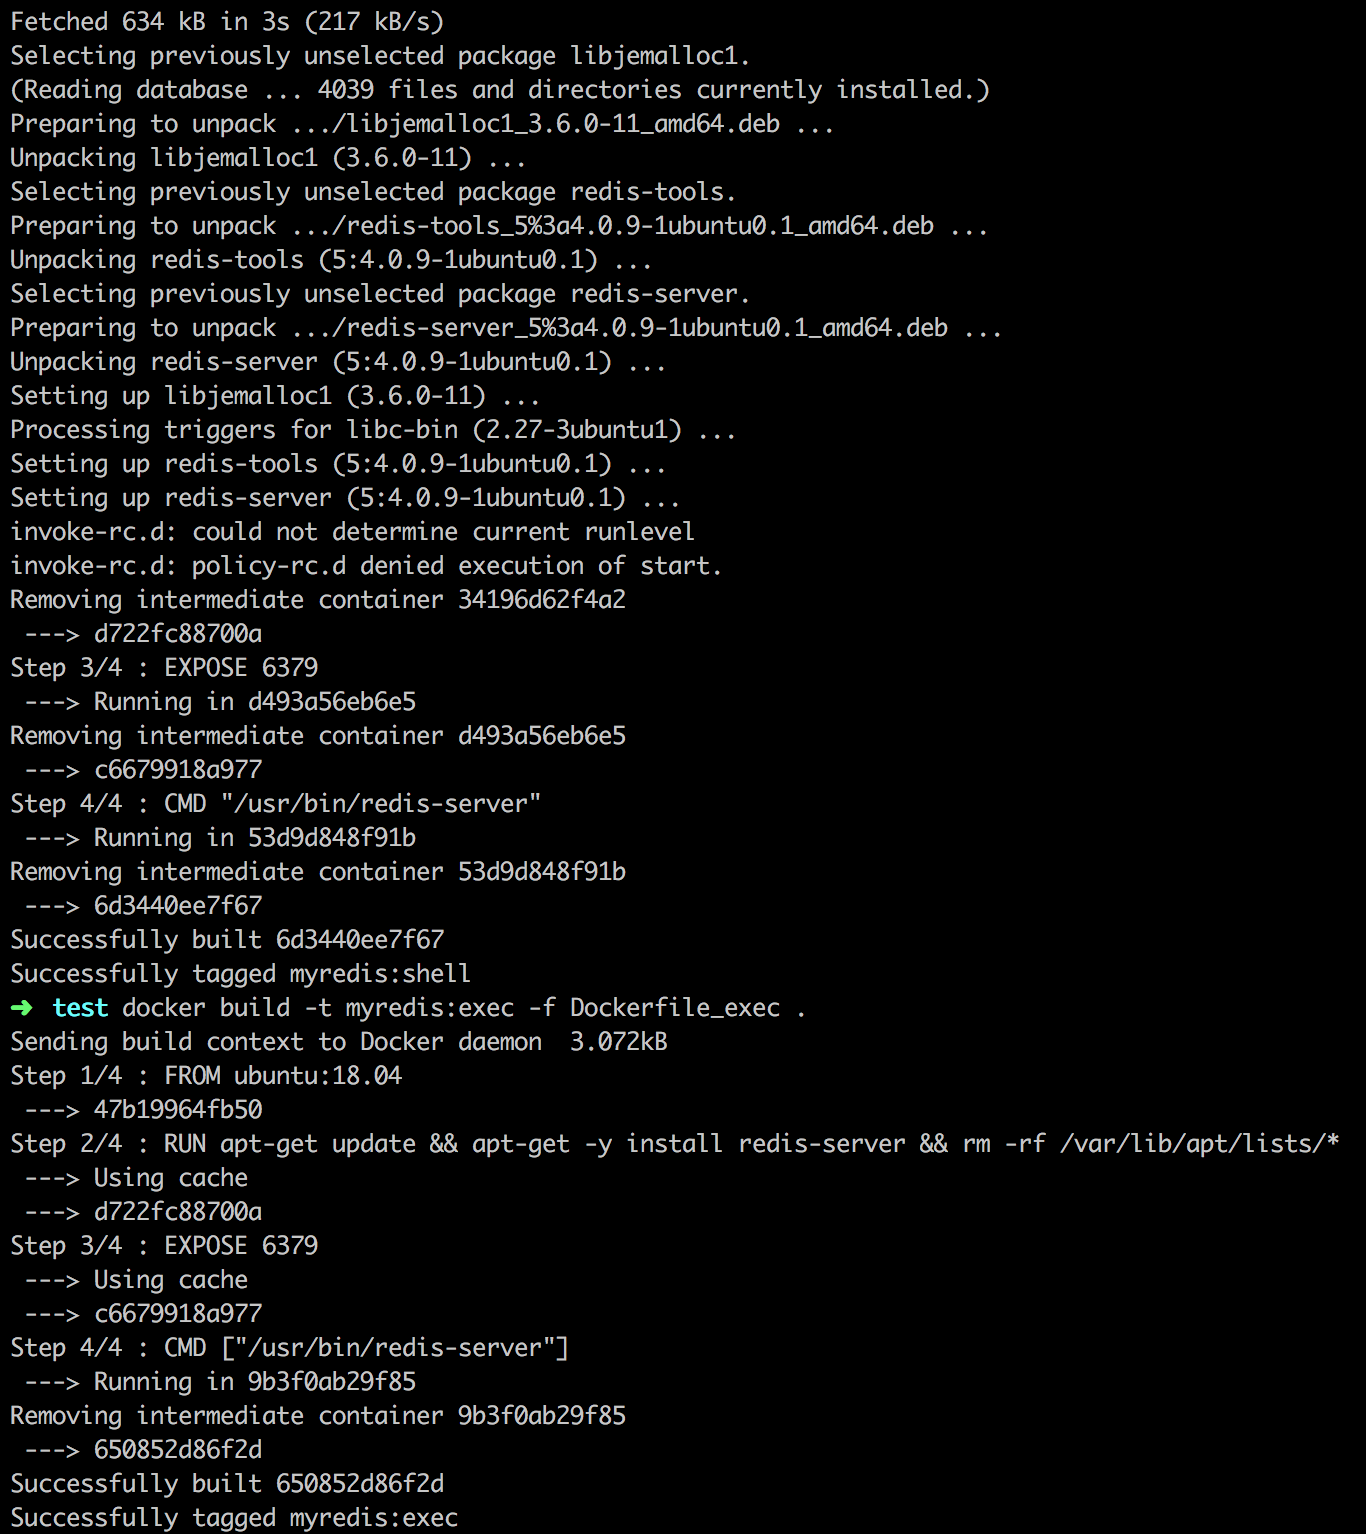 Fetched 634 kB in 3s (217 kB/s)
Selecting previously unselected package libjemalloc1.
(Reading database ... 4039 files and directories currently installed.)
Preparing to unpack .../libjemalloc1_3.6.0-11_amd64.deb ...
Unpacking libjemalloc1 (3.6.0-11) ...
Selecting previously unselected package redis-tools.
Preparing to unpack .../redis-tools_5%3a4.0.9-1ubuntu0.1_amd64.deb ...
Unpacking redis-tools (5:4.0.9-1ubuntu0.1) ...
Selecting previously unselected package redis-server.
Preparing to unpack .../redis-server_5%3a4.0.9-1ubuntu0.1_amd64.deb ...
Unpacking redis-server (5:4.0.9-1ubuntu0.1) ...
Setting up libjemalloc1 (3.6.0-11) ...
Processing triggers for libc-bin (2.27-3ubuntu1) ...
Setting up redis-tools (5:4.0.9-1ubuntu0.1) ...
Setting up redis-server (5:4.0.9-1ubuntu0.1) ...
invoke-rc.d: could not determine current runlevel
invoke-rc.d: policy-rc.d denied execution of start.
Removing intermediate container 34196d62f4a2
 ---> d722fc88700a
Step 3/4 : EXPOSE 6379
 ---> Running in d493a56eb6e5
Removing intermediate container d493a56eb6e5
 ---> c6679918a977
Step 4/4 : CMD "/usr/bin/redis-server"
 ---> Running in 53d9d848f91b
Removing intermediate container 53d9d848f91b
 ---> 6d3440ee7f67
Successfully built 6d3440ee7f67
Successfully tagged myredis:shell
➜  test docker build -t myredis:exec -f Dockerfile_exec .
Sending build context to Docker daemon  3.072kB
Step 1/4 : FROM ubuntu:18.04
 ---> 47b19964fb50
Step 2/4 : RUN apt-get update && apt-get -y install redis-server && rm -rf /var/lib/apt/lists/*
 ---> Using cache
 ---> d722fc88700a
Step 3/4 : EXPOSE 6379
 ---> Using cache
 ---> c6679918a977
Step 4/4 : CMD ["/usr/bin/redis-server"]
 ---> Running in 9b3f0ab29f85
Removing intermediate container 9b3f0ab29f85
 ---> 650852d86f2d
Successfully built 650852d86f2d
Successfully tagged myredis:exec